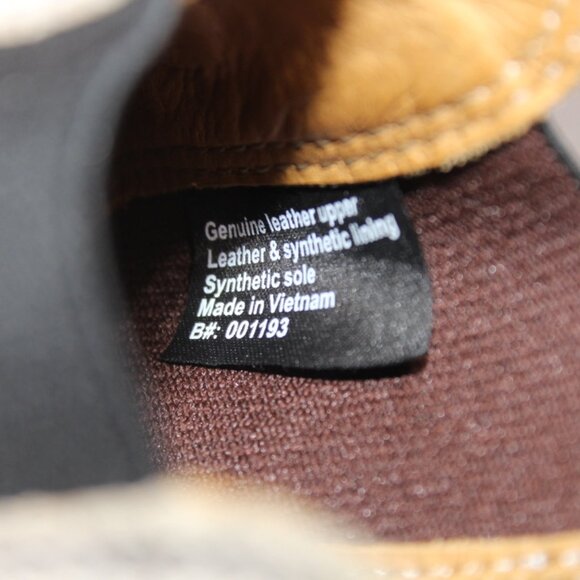 Genuine leather upper
Leather & synthetic lining
Synthetic sole
Made in Vietnam
B#: 001193